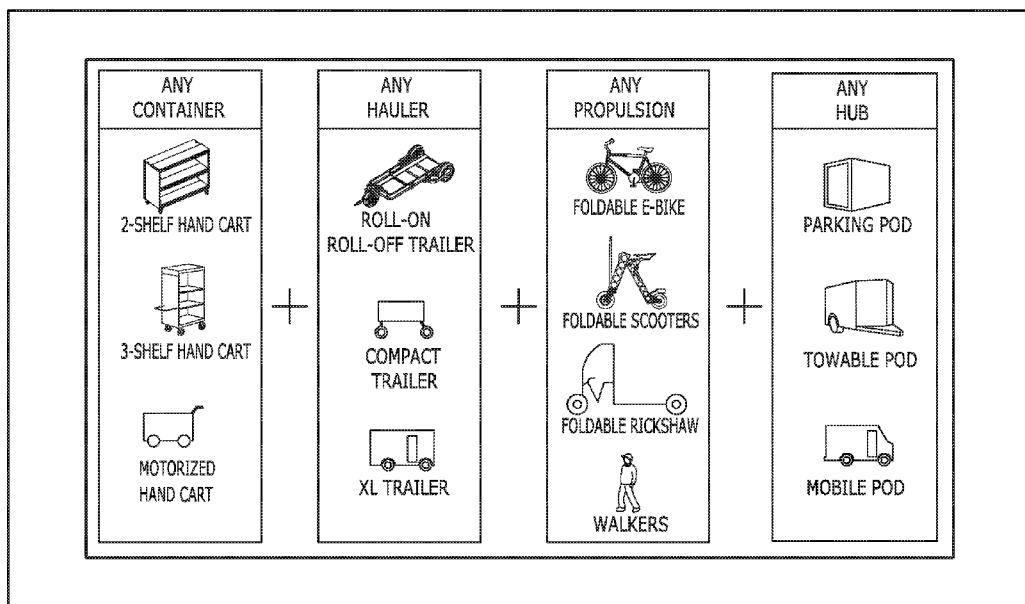 ANY
CONTAINER
2-SHELF HAND CART
3-SHELF HAND CART
MOTORIZED
HAND CART
ANY
HAULER
ROLL-ON
ROLL-OFF TRAILER
COMPACT
TRAILER
XL TRAILER
ANY
PROPULSION
FOLDABLE E-BIKE
FOLDABLE SCOOTERS
FOLDABLE RICKSHAW
WALKERS
ANY
HUB
PARKING POD
TOWABLE POD
MOBILE POD